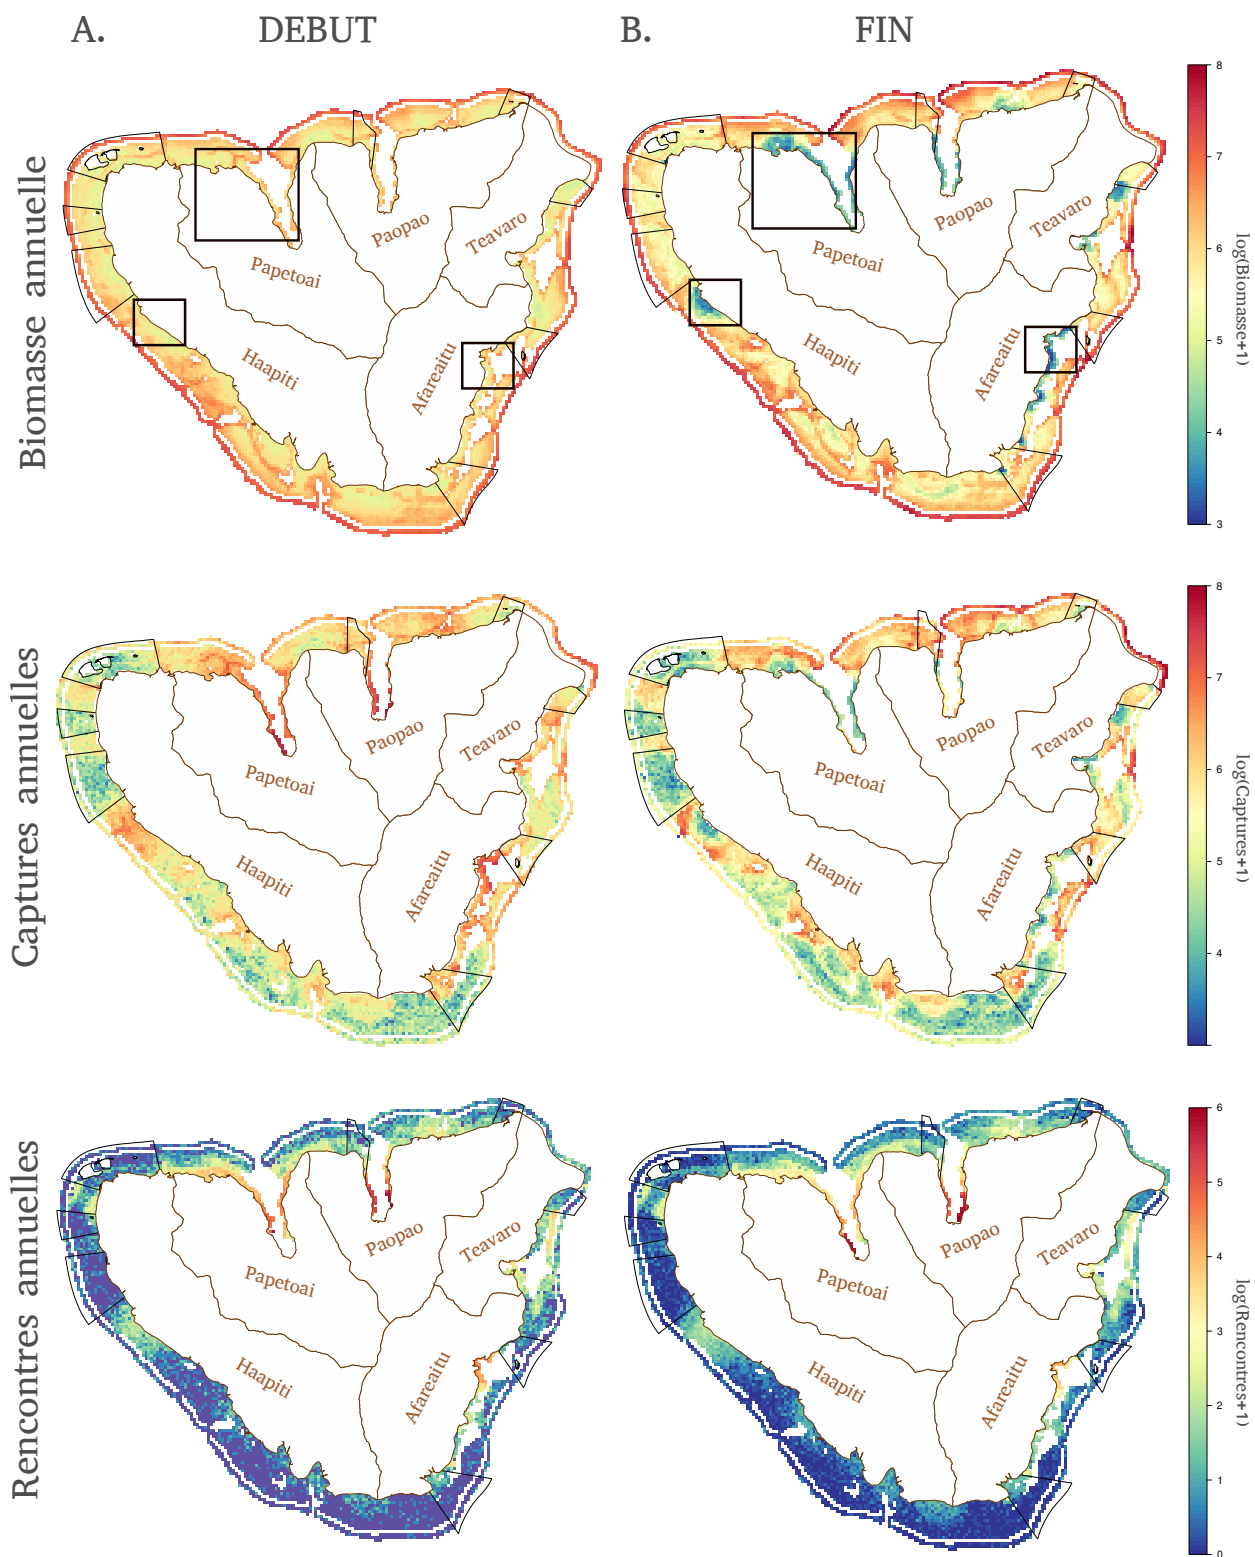 A. DEBUT B. FIN
Biomasse annuelle
Papetoai
Paopao
Teavaro
Haapiti
Afareaitu
Papetoai
Paopao
Teavaro
Haapiti
Afareaitu
8
7
6
5
4
3
log(Biomasse+1)
Captures annuelles
Papetoai
Paopao
Teavaro
Haapiti
Afareaitu
Papetoai
Paopao
Teavaro
Haapiti
Afareaitu
8
7
6
5
4
log(Captures+1)
Rencontres annuelles
Papetoai
Paopao
Teavaro
Haapiti
Afareaitu
Papetoai
Paopao
Teavaro
Haapiti
Afareaitu
6
5
4
3
2
1
0
log(Rencontres+1)